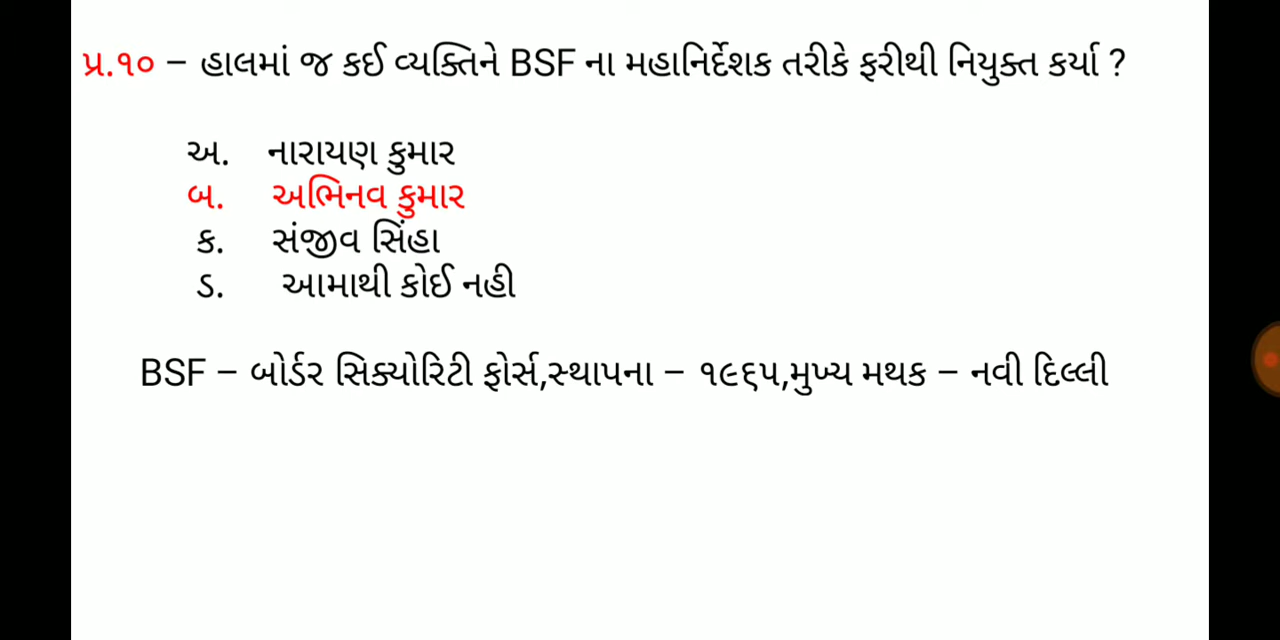 પ્ર.૧૦ – હાલમાં જ કઈ વ્યક્તિને BSF ના મહાનિર્દેશક તરીકે ફરીથી નિયુક્ત કર્યા ?
અ. નારાયણ કુમાર
બ. અભિનવ કુમાર
ક. સંજીવ સિંહા
ડ. આમાથી કોઈ નહી
BSF – બોર્ડર સિક્યોરિટી ફોર્સ,સ્થાપના – ૧૯૬૫,મુખ્ય મથક – નવી દિલ્લી